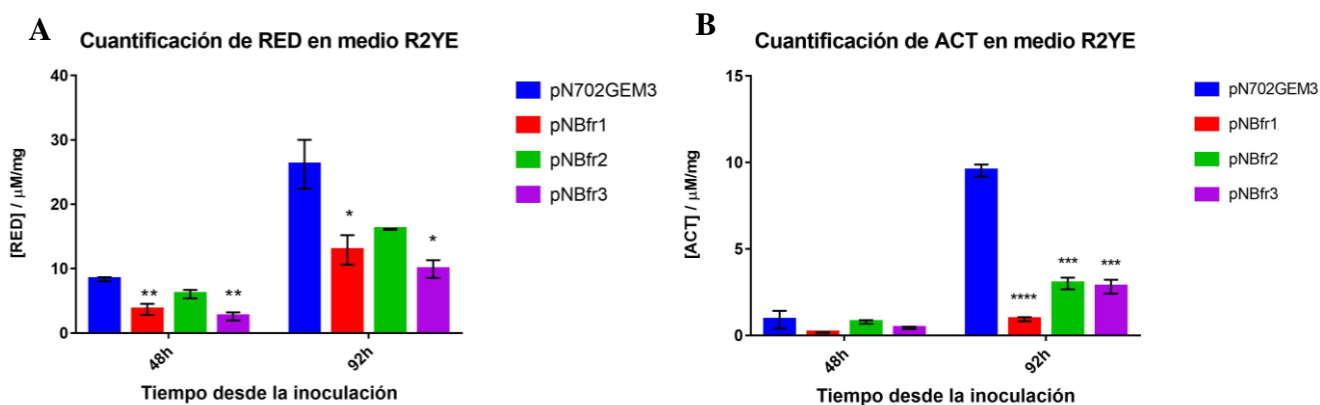 A
Cuantificación de RED en medio R2YE
[RED] / µM/mg
40
30
20
10
0
**
**
*
*
48h
92h
Tiempo desde la inoculación
pN702GEM3
pNBfr1
pNBfr2
pNBfr3
B
Cuantificación de ACT en medio R2YE
[ACT] / µM/mg
15
10
5
0
****
***
***
48h
92h
Tiempo desde la inoculación
pN702GEM3
pNBfr1
pNBfr2
pNBfr3